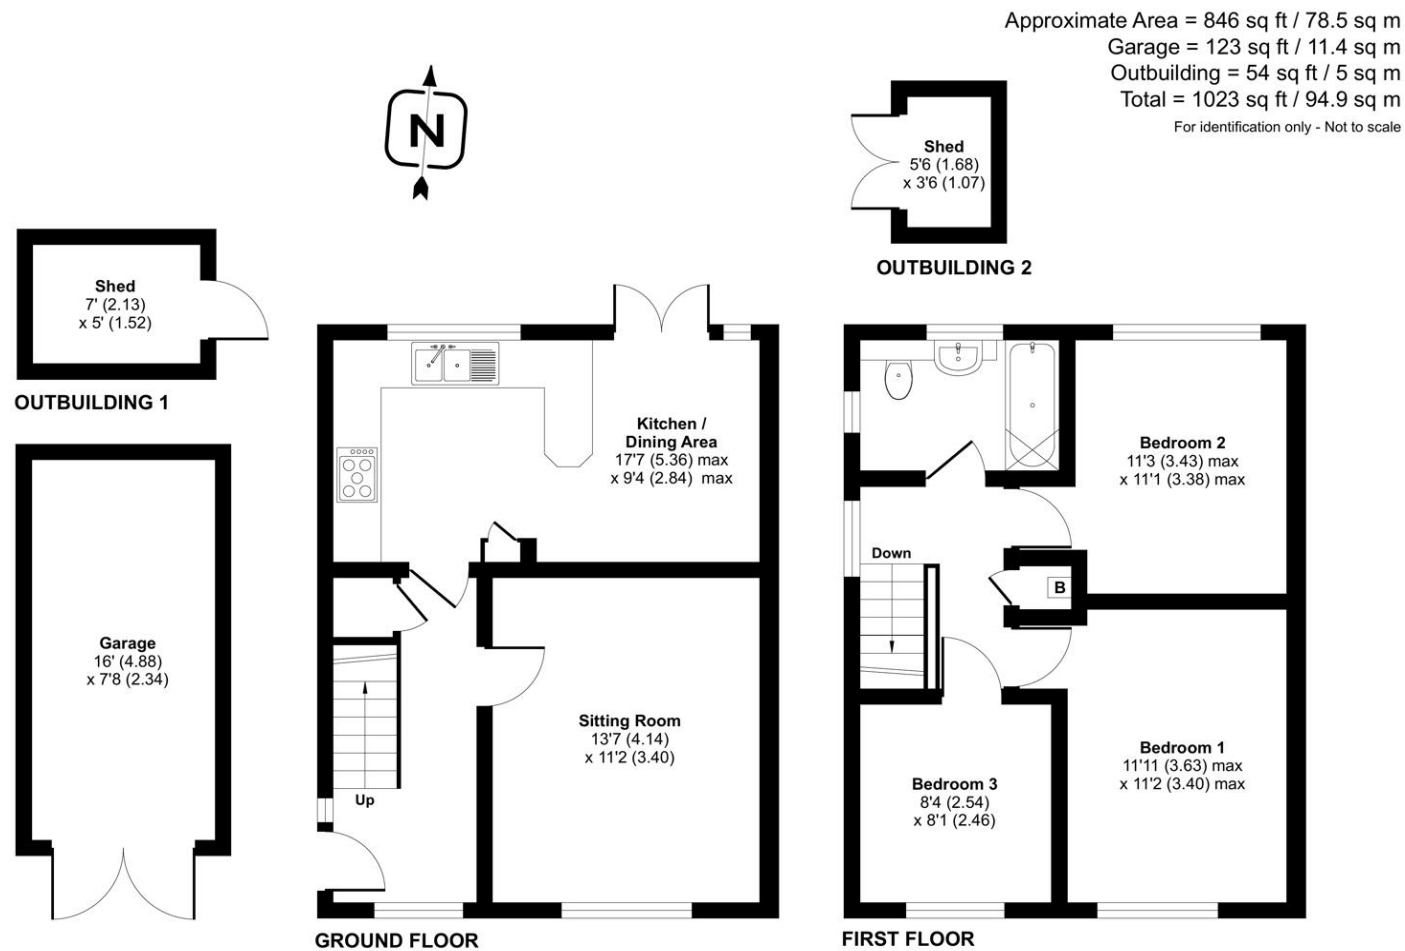 Approximate Area = 846 sq ft / 78.5 sq m
Garage = 123 sq ft / 11.4 sq m
Outbuilding = 54 sq ft / 5 sq m
Total = 1023 sq ft / 94.9 sq m
For identification only - Not to scale
N
Shed
5'6 (1.68)
x 3'6 (1.07)
OUTBUILDING 2
Shed
7' (2.13)
x 5' (1.52)
OUTBUILDING 1
Garage
16' (4.88)
x 7'8 (2.34)
Kitchen /
Dining Area
17'7 (5.36) max
x 9'4 (2.84) max
Sitting Room
13'7 (4.14)
x 11'2 (3.40)
Up
GROUND FLOOR
Bedroom 2
11'3 (3.43) max
x 11'1 (3.38) max
Down
B
Bedroom 1
11'11 (3.63) max
x 11'2 (3.40) max
Bedroom 3
8'4 (2.54)
x 8'1 (2.46)
FIRST FLOOR